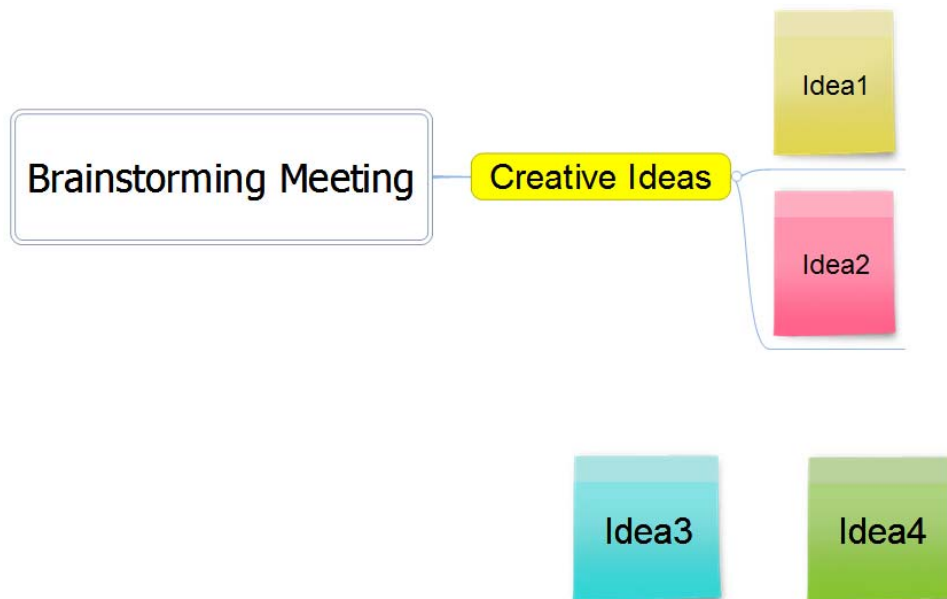 Idea1
Brainstorming Meeting
Creative Ideas
Idea2
Idea3
Idea4